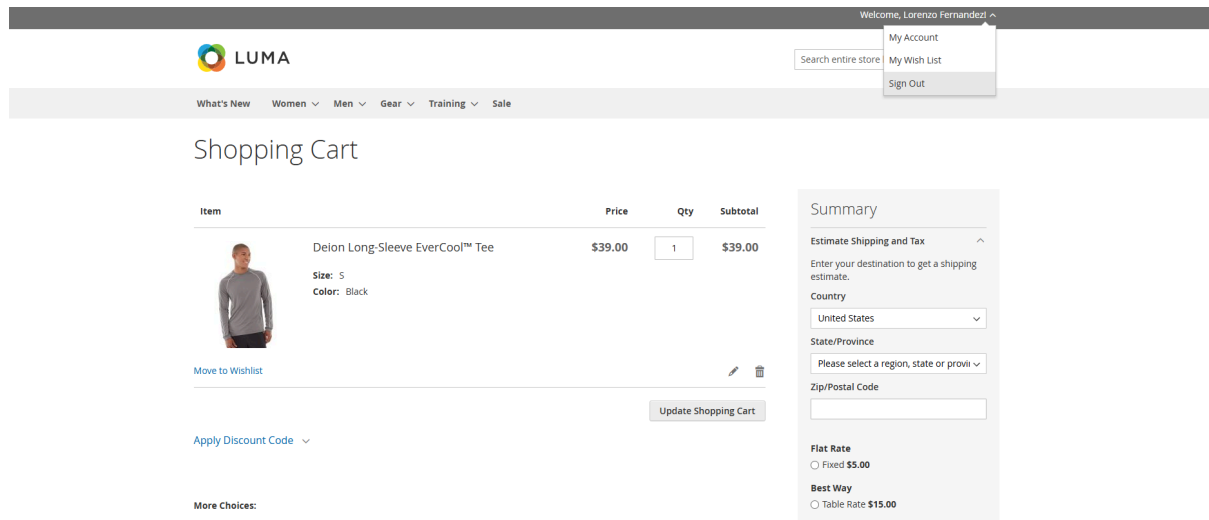 Welcome, Lorenzo Fernandez!
My Account
My Wish List
Sign Out
LUMA
Search entire store
What's New Women Men Gear Training Sale
Shopping Cart
Item Price Qty Subtotal
Deion Long-Sleeve EverCool™ Tee $39.00 1 $39.00
Size: S
Color: Black
Move to Wishlist
Update Shopping Cart
Apply Discount Code
More Choices:
Summary
Estimate Shipping and Tax
Enter your destination to get a shipping
estimate.
Country
United States
State/Province
Please select a region, state or
Zip/Postal Code
Flat Rate
Fixed $5.00
Best Way
Table Rate $15.00